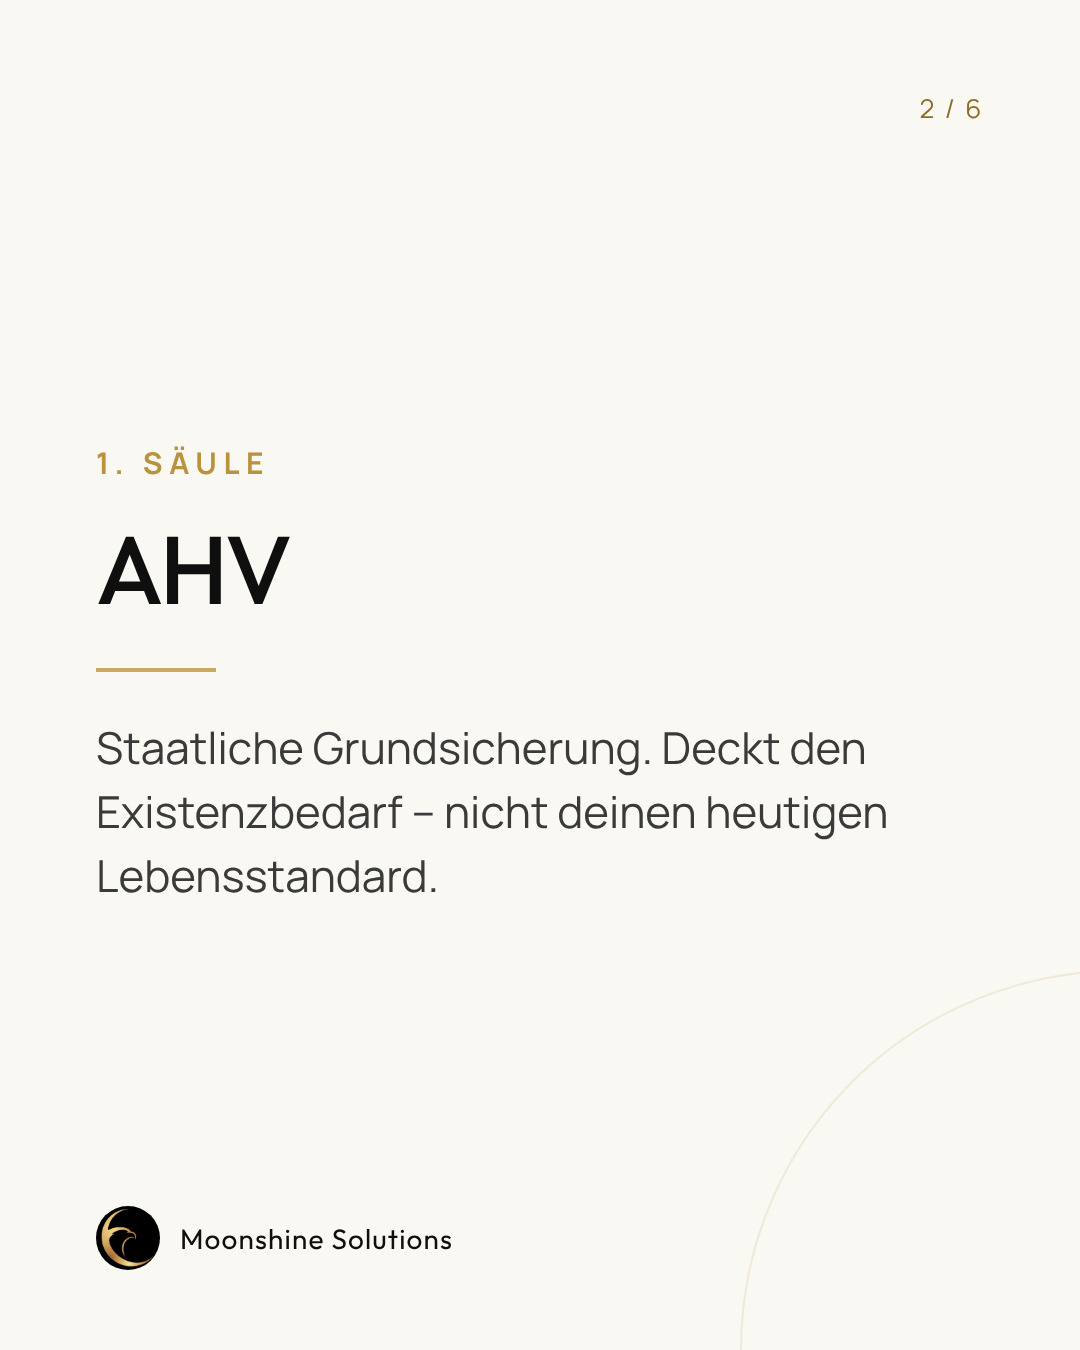 2 / 6
1. SÄULE
AHV
Staatliche Grundsicherung. Deckt den
Existenzbedarf – nicht deinen heutigen
Lebensstandard.
Moonshine Solutions